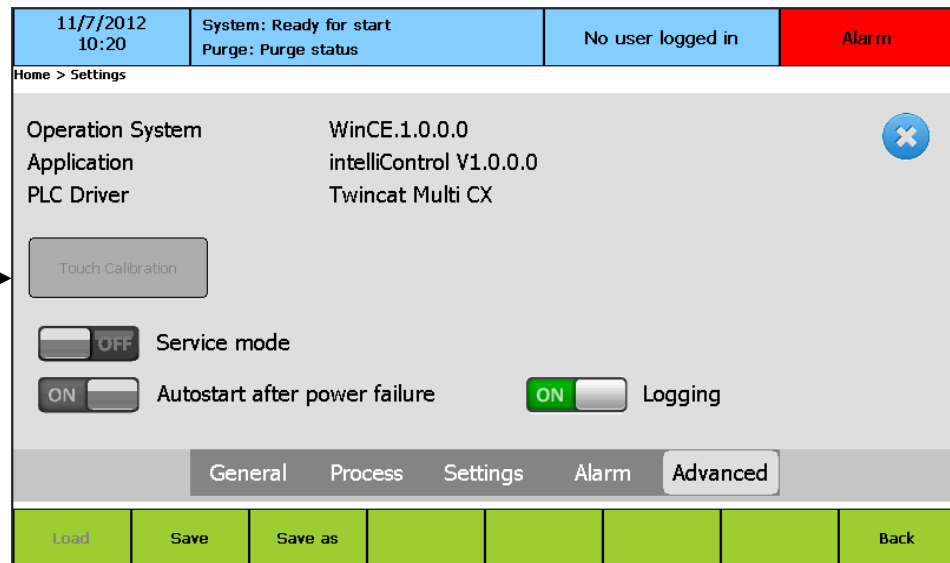 11/7/2012
10:20
System: Ready for start
Purge: Purge status
No user logged in
Alarm
Home > Settings
Operation System WinCE.1.0.0.0
Application intelliControl V1.0.0.0
PLC Driver Twincat Multi CX
Touch Calibration
OFF Service mode
ON Autostart after power failure ON Logging
General Process Settings Alarm Advanced
Load Save Save as Back